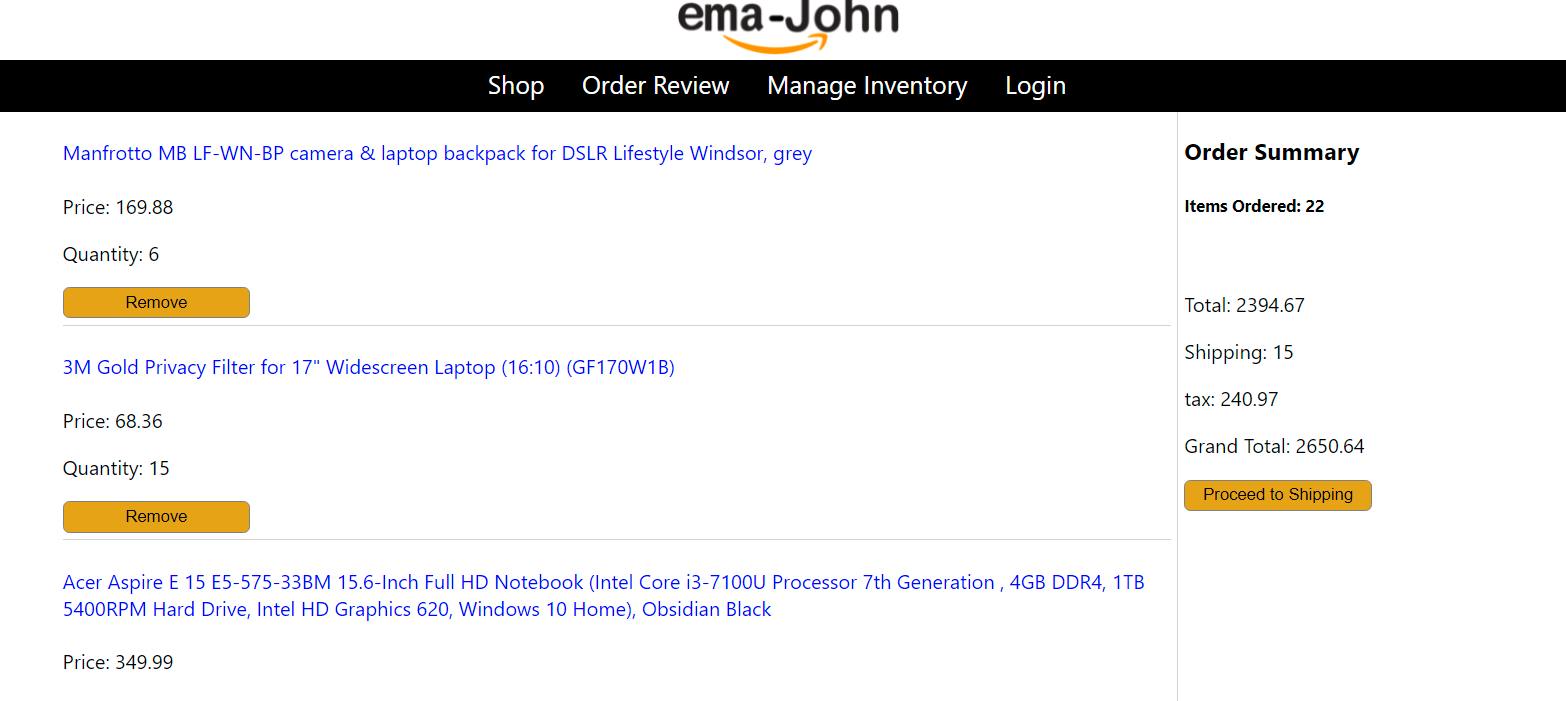 ema-John
Shop Order Review Manage Inventory Login
Manfrotto MB LF-WN-BP camera & laptop backpack for DSLR Lifestyle Windsor, grey
Price: 169.88
Quantity: 6
Remove
3M Gold Privacy Filter for 17" Widescreen Laptop (16:10) (GF170W1B)
Price: 68.36
Quantity: 15
Remove
Acer Aspire E 15 E5-575-33BM 15.6-Inch Full HD Notebook (Intel Core i3-7100U Processor 7th Generation , 4GB DDR4, 1TB
5400RPM Hard Drive, Intel HD Graphics 620, Windows 10 Home), Obsidian Black
Price: 349.99
Order Summary
Items Ordered: 22
Total: 2394.67
Shipping: 15
tax: 240.97
Grand Total: 2650.64
Proceed to Shipping